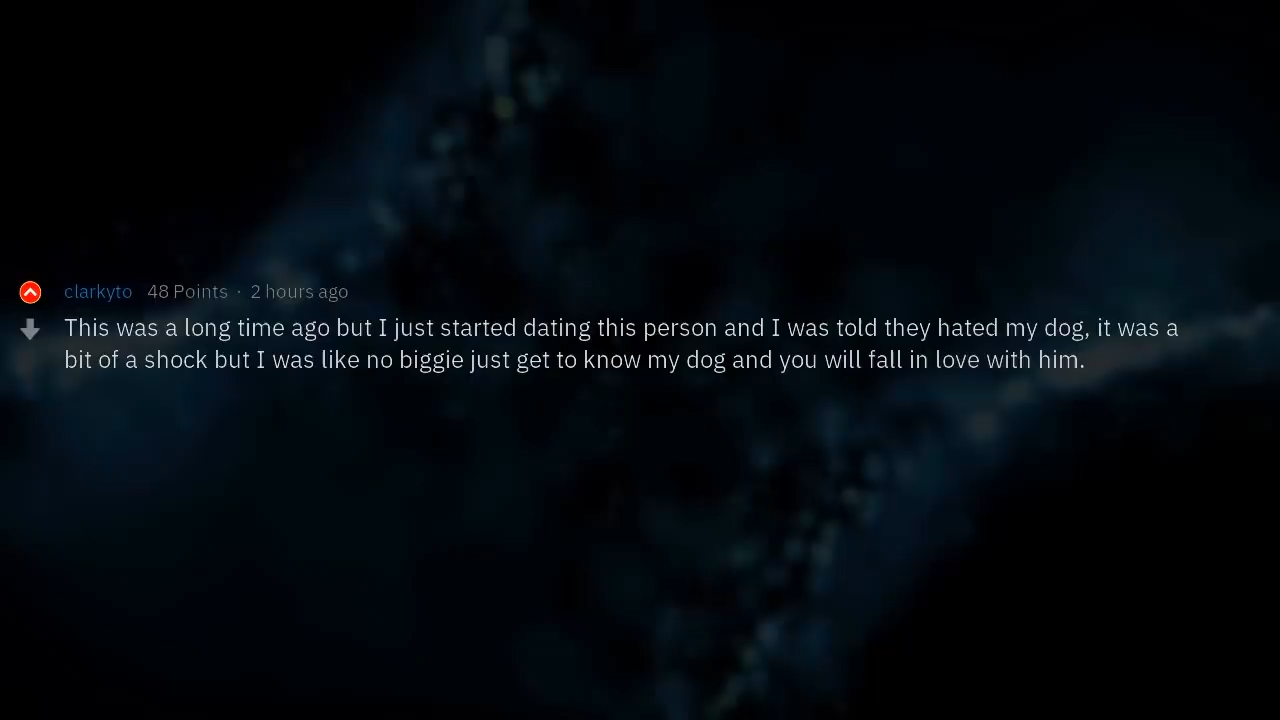 clarkyto 48 Points · 2 hours ago
This was a long time ago but I just started dating this person and I was told they hated my dog, it was a
bit of a shock but I was like no biggie just get to know my dog and you will fall in love with him.